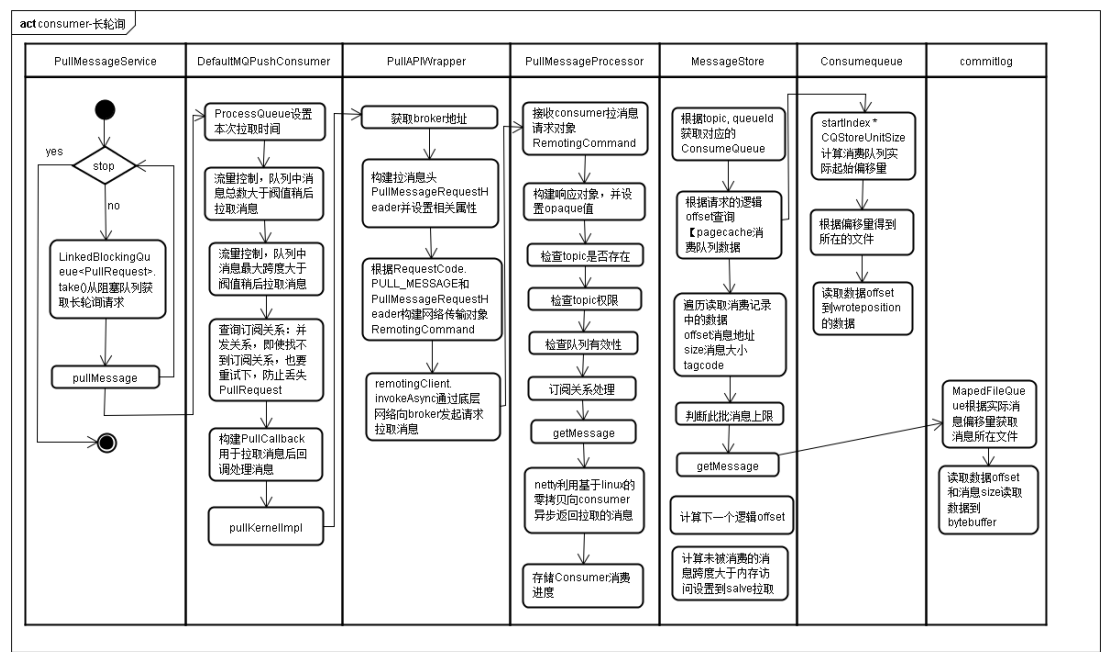 act consumer-长轮询
PullMessageService
DefaultMQPushConsumer
PullAPIWrapper
PullMessageProcessor
MessageStore
Consumequeue
commitlog
yes
stop
no
LinkedBlockingQu
eue<PullRequest>.
take()从阻塞队列获
取长轮询请求
pullMessage
ProcessQueue设置
本次拉取时间
流量控制，队列中消
息总数大于阀值稍后
拉取消息
流量控制，队列中
消息最大跨度大于
阀值稍后拉取消息
查询订阅关系：并
发关系，即使找不
到订阅关系，也要
重试下，防止丢失
PullRequest
构建PullCallback
用于拉取消息后回
调处理消息
pullKernelImpl
获取broker地址
构建拉消息头
PullMessageRequestH
eader并设置相关属性
根据RequestCode.
PULL_MESSAGE和
PullMessageRequestH
eader构建网络传输对象
RemotingCommand
remotingClient.
invokeAsync通过底层
网络向broker发起请求
拉取消息
接收consumer拉消息
请求对象
RemotingCommand
构建响应对象，并设
置opaque值
检查topic是否存在
检查topic权限
检查队列有效性
订阅关系处理
getMessage
netty利用基于linux的
零拷贝向consumer
异步返回拉取的消息
存储Consumer消费
进度
根据topic, queueId
获取对应的
ConsumeQueue
根据请求的逻辑
offset查询
【pagecache消
费队列数据
遍历读取消费记录
中的数据
offset消息地址
size消息大小
tagcode
判断此批消息上限
getMessage
计算下一个逻辑offset
计算未被消费的消
息跨度大于内存访
问设置到salve拉取
startIndex *
CQStoreUnitSize
计算消费队列实
际起始偏移量
根据偏移量得到
所在的文件
读取数据offset
到wroteposition
的数据
MapedFileQue
ue根据实际消
息偏移量获取
消息所在文件
读取数据offset
和消息size读取
数据到
bytebuffer